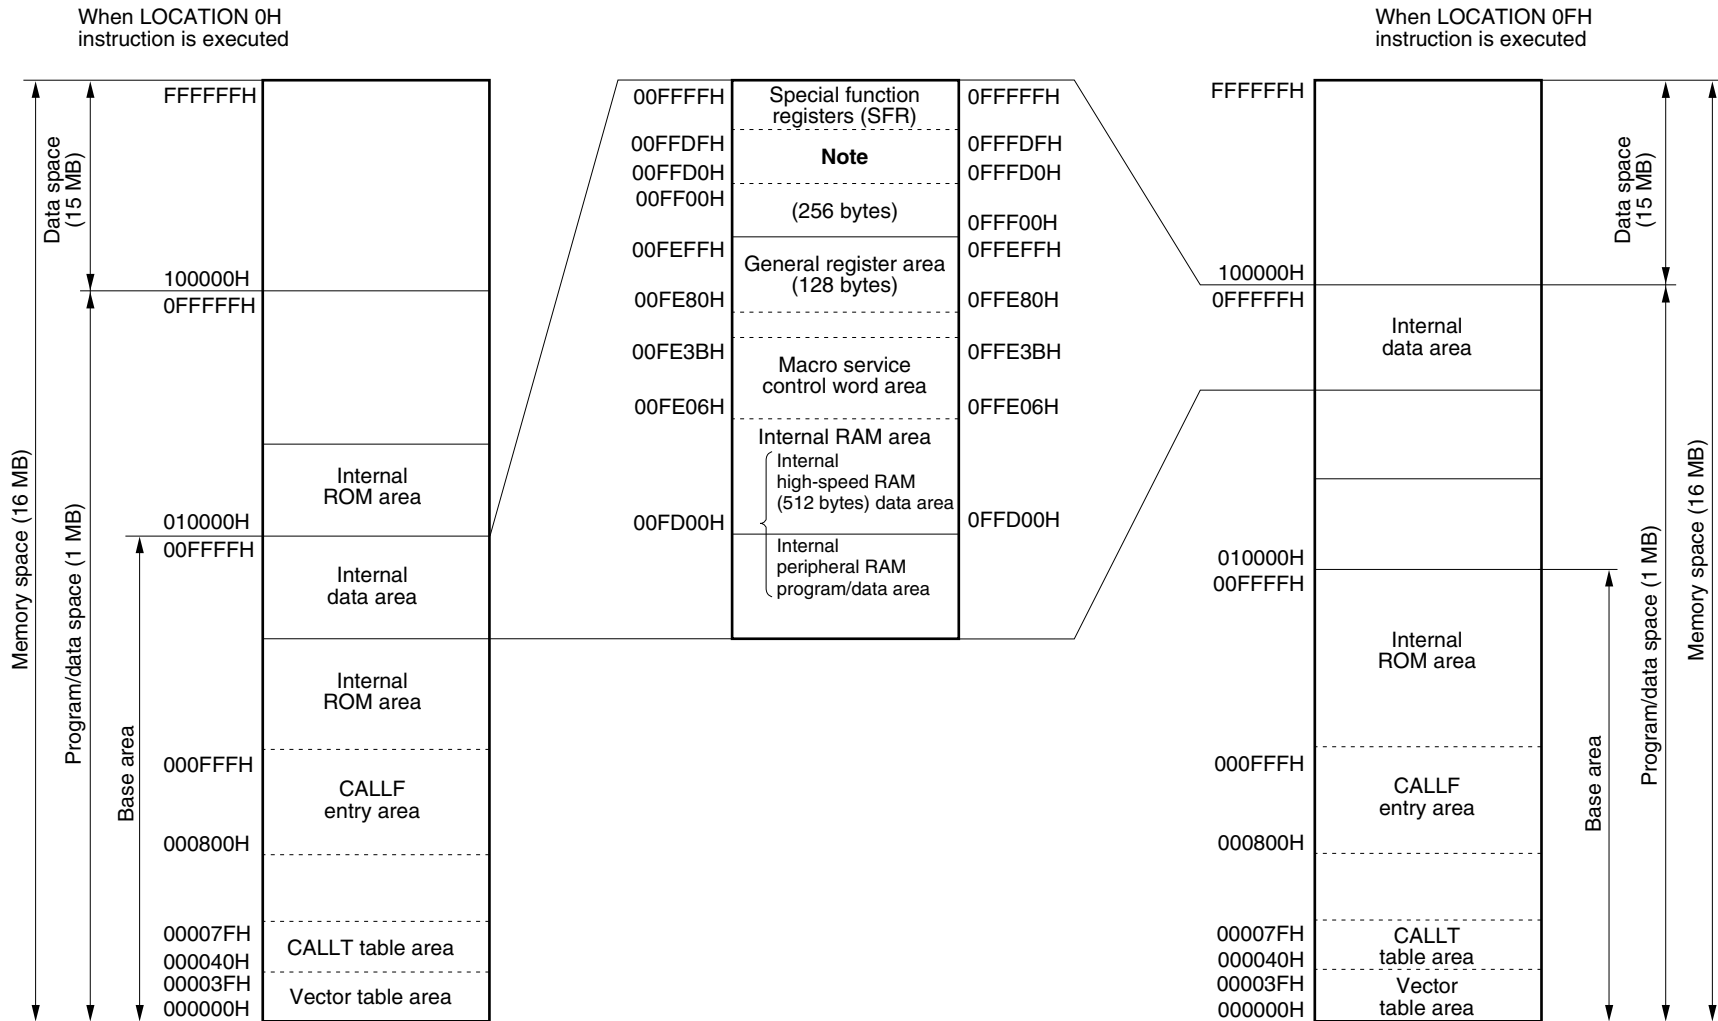 When LOCATION 0H
instruction is executed
Memory space (16 MB)
Data space
(15 MB)
Program/data space (1 MB)
Base area
FFFFFFH
100000H
0FFFFFH
010000H
00FFFFH
000FFFH
000800H
00007FH
000040H
00003FH
000000H
Internal
ROM area
Internal
data area
Internal
ROM area
CALLF
entry area
CALLT table area
Vector table area
00FFFFH
00FFDFH
00FFD0H
00FF00H
00FEFFH
00FE80H
00FE3BH
00FE06H
00FD00H
Special function
registers (SFR)
Note
(256 bytes)
General register area
(128 bytes)
Macro service
control word area
Internal RAM area
Internal
high-speed RAM
(512 bytes) data area
Internal
peripheral RAM
program/data area
0FFFFFH
0FFFDFH
0FFFD0H
0FFF00H
0FFEFFH
0FFE80H
0FFE3BH
0FFE06H
0FFD00H
When LOCATION 0FH
instruction is executed
FFFFFFH
100000H
0FFFFFH
010000H
00FFFFH
000FFFH
000800H
00007FH
000040H
00003FH
000000H
Internal
data area
Internal
ROM area
CALLF
entry area
CALLT
table area
Vector
table area
Base area
Data space
(15 MB)
Program/data space (1 MB)
Memory space (16 MB)